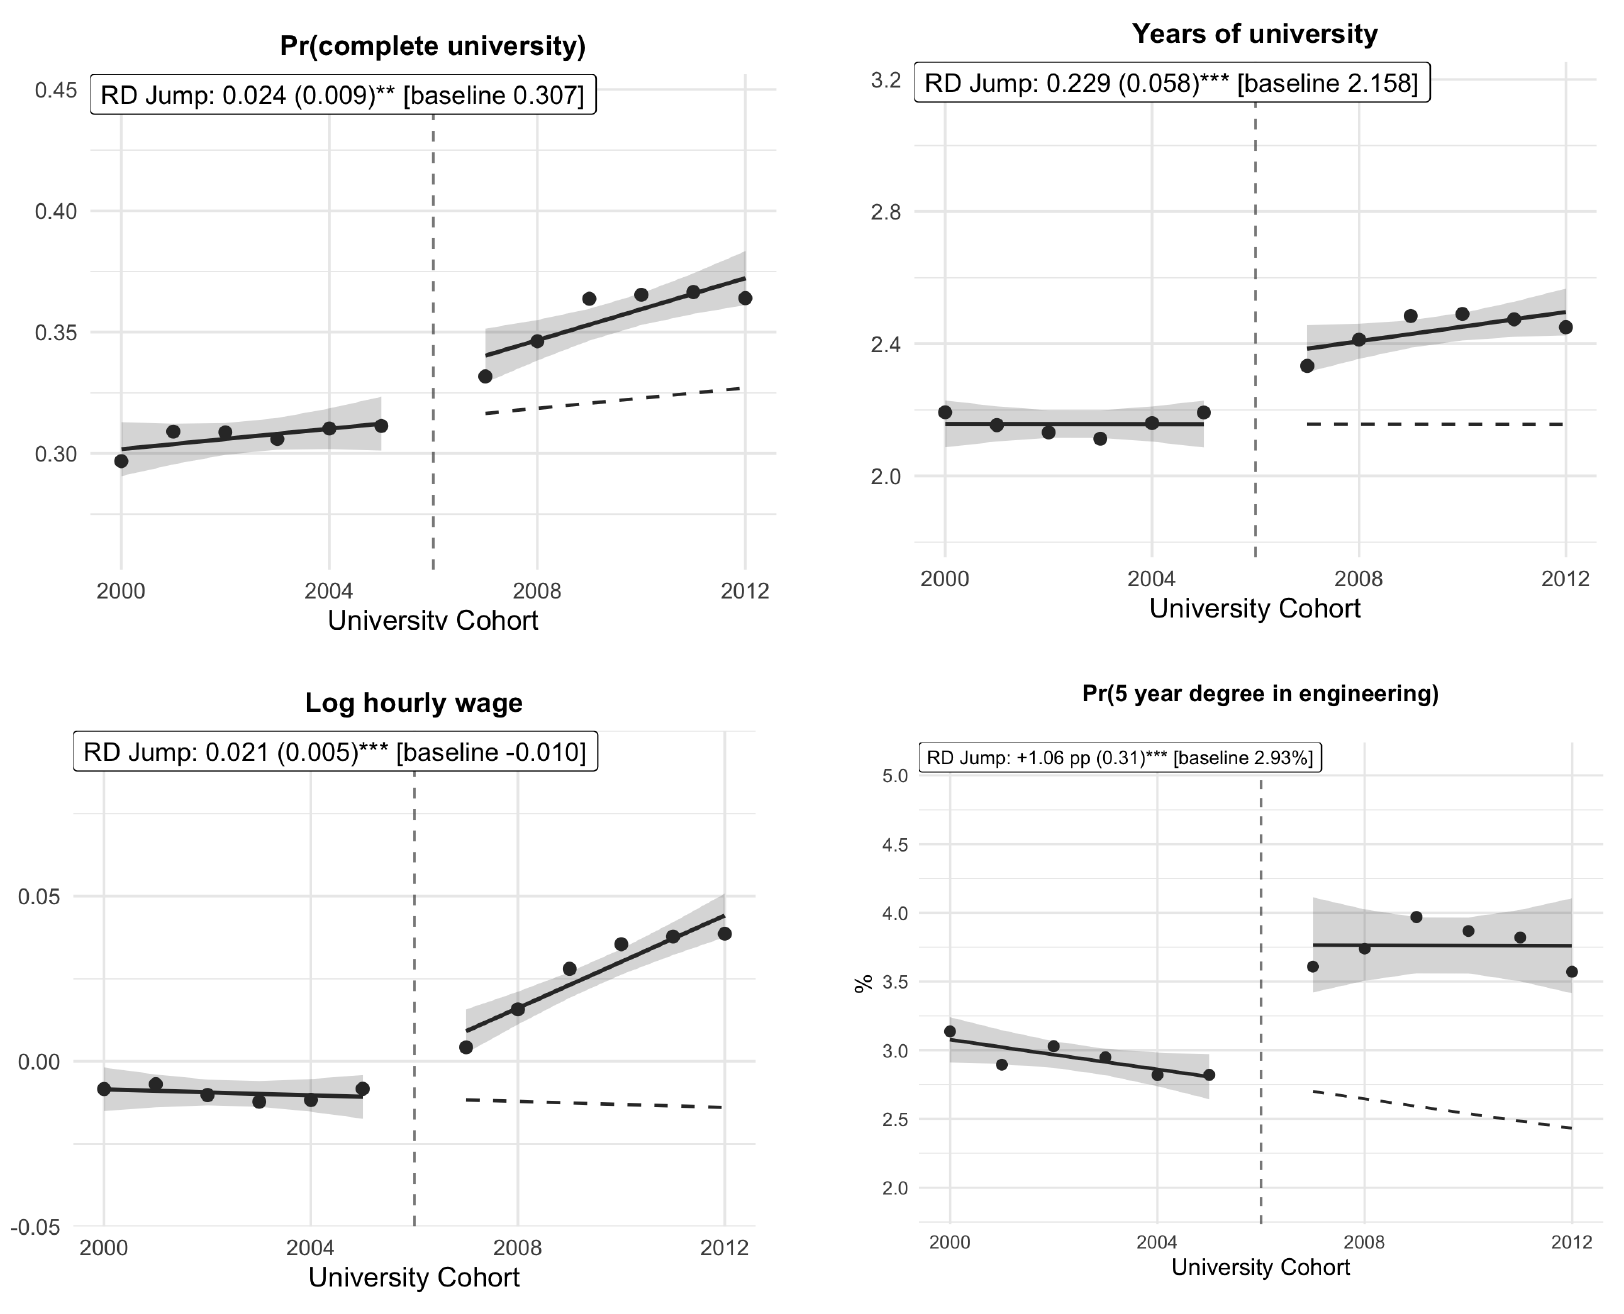 Pr(complete university)
RD Jump: 0.024 (0.009)** [baseline 0.307]
0.45
0.40
0.35
0.30
2000
2004
2008
2012
University Cohort
Years of university
RD Jump: 0.229 (0.058)*** [baseline 2.158]
3.2
2.8
2.4
2.0
2000
2004
2008
2012
University Cohort
Log hourly wage
RD Jump: 0.021 (0.005)*** [baseline -0.010]
0.05
0.00
-0.05
2000
2004
2008
2012
University Cohort
Pr(5 year degree in engineering)
RD Jump: +1.06 pp (0.31)*** [baseline 2.93%]
%
5.0
4.5
4.0
3.5
3.0
2.5
2.0
2000
2004
2008
2012
University Cohort